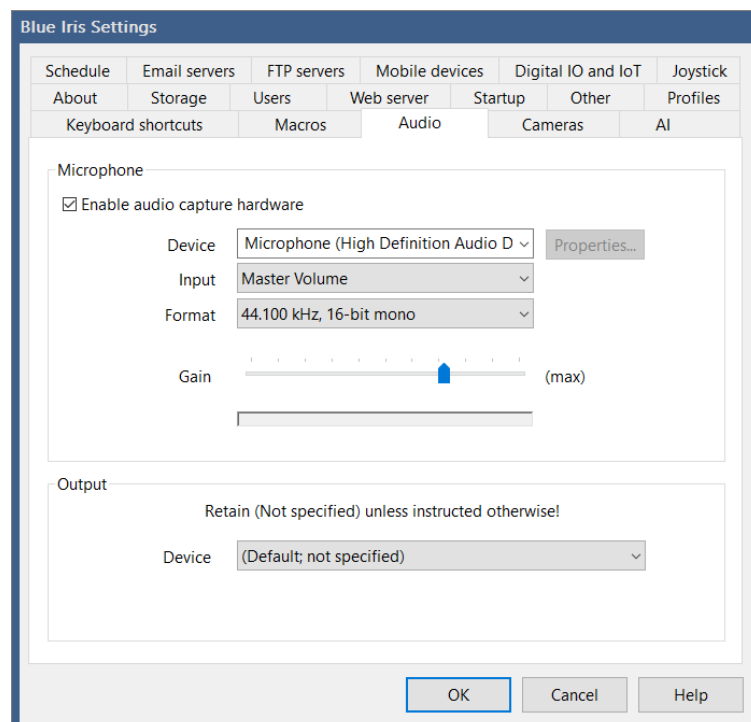 Blue Iris Settings
Schedule Email servers FTP servers Mobile devices Digital IO and IoT Joystick
About Storage Users Web server Startup Other Profiles
Keyboard shortcuts Macros Audio Cameras AI
Microphone
Enable audio capture hardware
Device Microphone (High Definition Audio D Properties...
Input Master Volume
Format 44.100 kHz, 16-bit mono
Gain (max)
Output
Retain (Not specified) unless instructed otherwise!
Device (Default; not specified)
OK Cancel Help